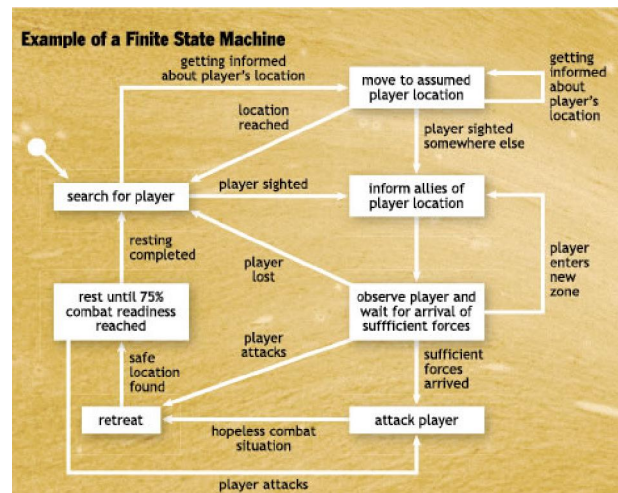 Example of a Finite State Machine
getting informed
about player's location
move to assumed
player location
getting
informed
about
player's
location
location
reached
player sighted
somewhere else
search for player
player sighted
inform allies of
player location
resting
completed
player
lost
player
enters
new
zone
rest until 75%
combat readiness
reached
observe player and
wait for arrival of
suffficient forces
player
attacks
safe
location
found
sufficient
forces
arrived
retreat
hopeless combat
situation
attack player
player attacks